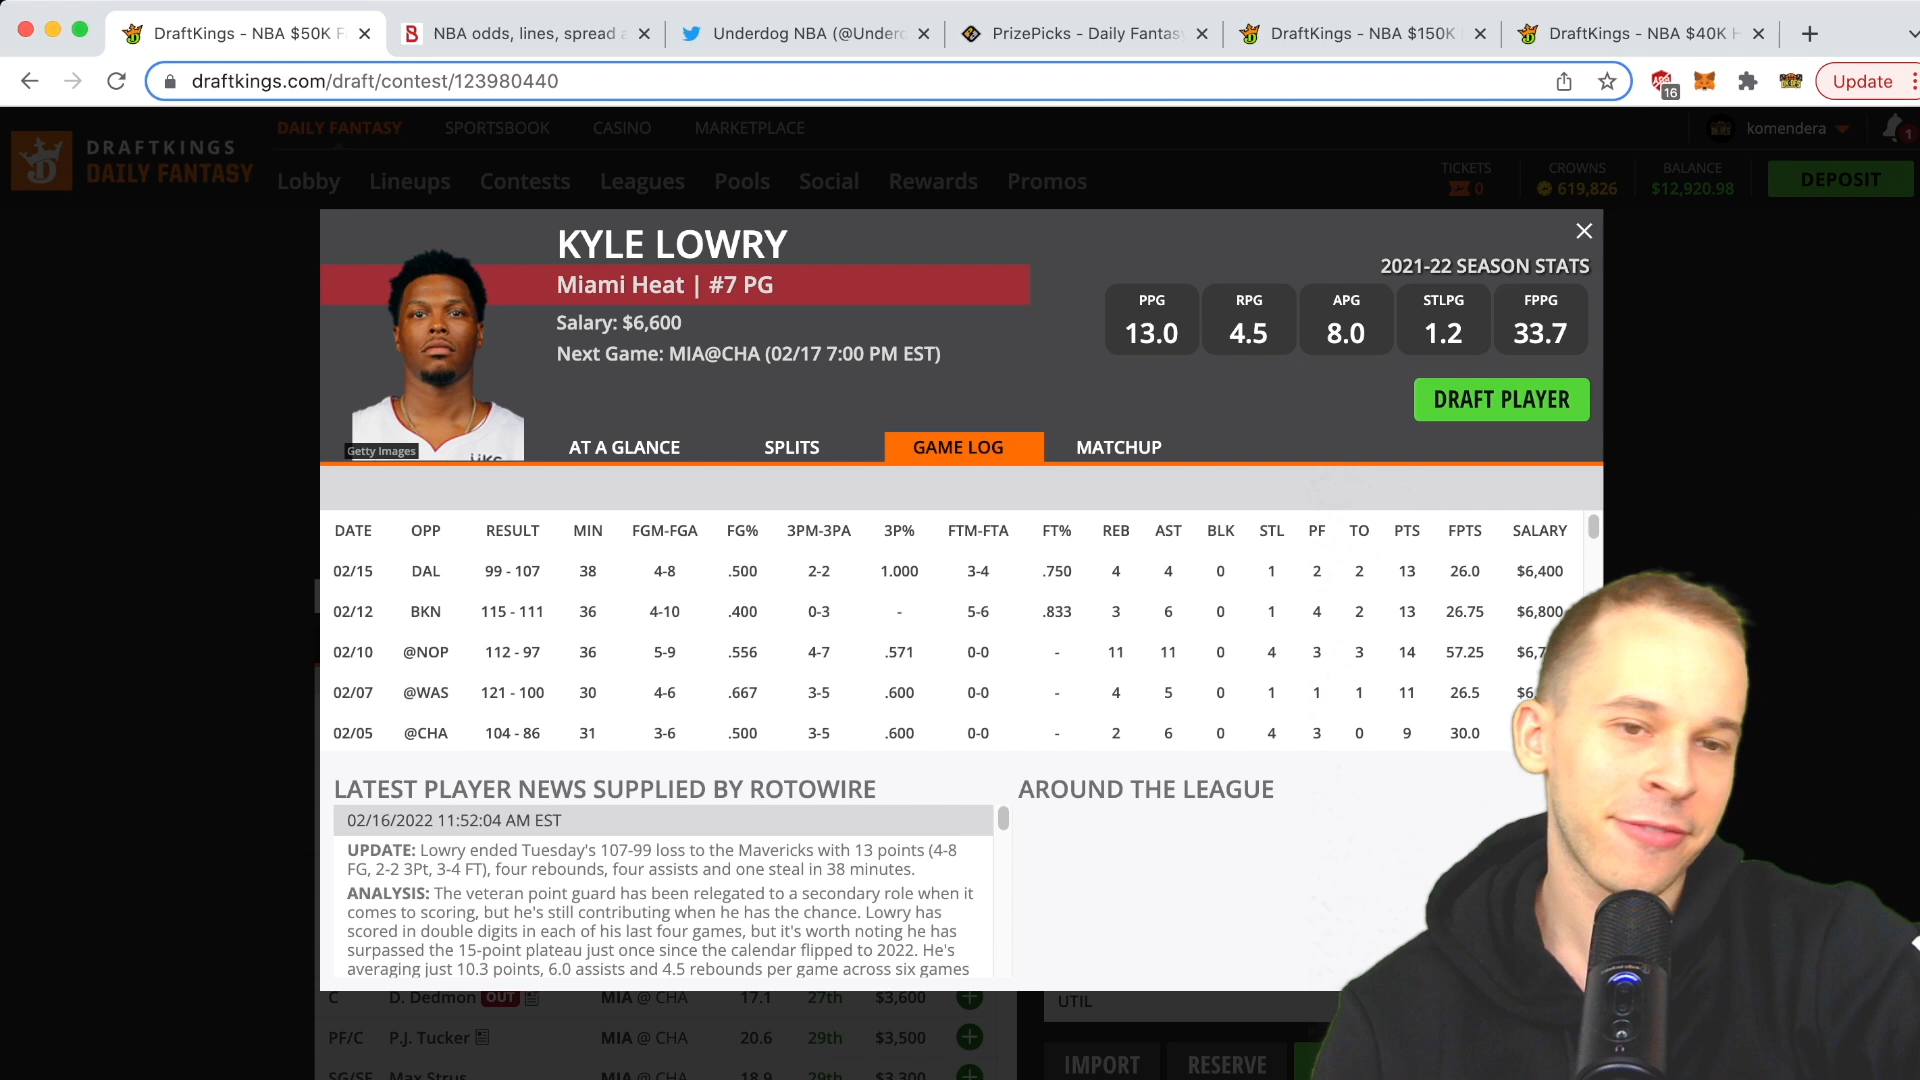 DraftKings - NBA $50K F
NBA odds, lines, spread a
Underdog NBA (@Underd
PrizePicks - Daily Fantasy
DraftKings - NBA $150K
DraftKings - NBA $40K H
draftkings.com/draft/contest/123980440
16
Update
DRAFTKINGS
DAILY FANTASY
DAILY FANTASY SPORTSBOOK CASINO MARKETPLACE
komendera
1
Lobby Lineups Contests Leagues Pools Social Rewards Promos
TICKETS
0
CROWNS
619,826
BALANCE
$12,920.98
DEPOSIT
KYLE LOWRY
Miami Heat | #7 PG
Salary: $6,600
Next Game: MIA@CHA (02/17 7:00 PM EST)
Getty Images
2021-22 SEASON STATS
PPG RPG APG STLPG FPPG
13.0 4.5 8.0 1.2 33.7
DRAFT PLAYER
AT A GLANCE SPLITS GAME LOG MATCHUP
DATE OPP RESULT MIN FGM-FGA FG% 3PM-3PA 3P% FTM-FTA FT% REB AST BLK STL PF TO PTS FPTS SALARY
02/15 DAL 99 - 107 38 4-8 .500 2-2 1.000 3-4 .750 4 4 0 1 2 2 13 26.0 $6,400
02/12 BKN 115 - 111 36 4-10 .400 0-3 - 5-6 .833 3 6 0 1 4 2 13 26.75 $6,800
02/10 @NOP 112 - 97 36 5-9 .556 4-7 .571 0-0 - 11 11 0 4 3 3 14 57.25 $6,7
02/07 @WAS 121 - 100 30 4-6 .667 3-5 .600 0-0 - 4 5 0 1 1 1 11 26.5 $6,
02/05 @CHA 104 - 86 31 3-6 .500 3-5 .600 0-0 - 2 6 0 4 3 0 9 30.0
LATEST PLAYER NEWS SUPPLIED BY ROTOWIRE
02/16/2022 11:52:04 AM EST
UPDATE: Lowry ended Tuesday's 107-99 loss to the Mavericks with 13 points (4-8
FG, 2-2 3Pt, 3-4 FT), four rebounds, four assists and one steal in 38 minutes.
ANALYSIS: The veteran point guard has been relegated to a secondary role when it
comes to scoring, but he's still contributing when he has the chance. Lowry has
scored in double digits in each of his last four games, but it's worth noting he has
surpassed the 15-point plateau just once since the calendar flipped to 2022. He's
averaging just 10.3 points, 6.0 assists and 4.5 rebounds per game across six games
AROUND THE LEAGUE
C D. Dedmon OUT MIA @ CHA 17.1 27th $3,600
PF/C P.J. Tucker MIA @ CHA 20.6 29th $3,500
SG/SF Max Strus MIA @ CHA 18.9 29th $3,300
UTIL
IMPORT RESERVE